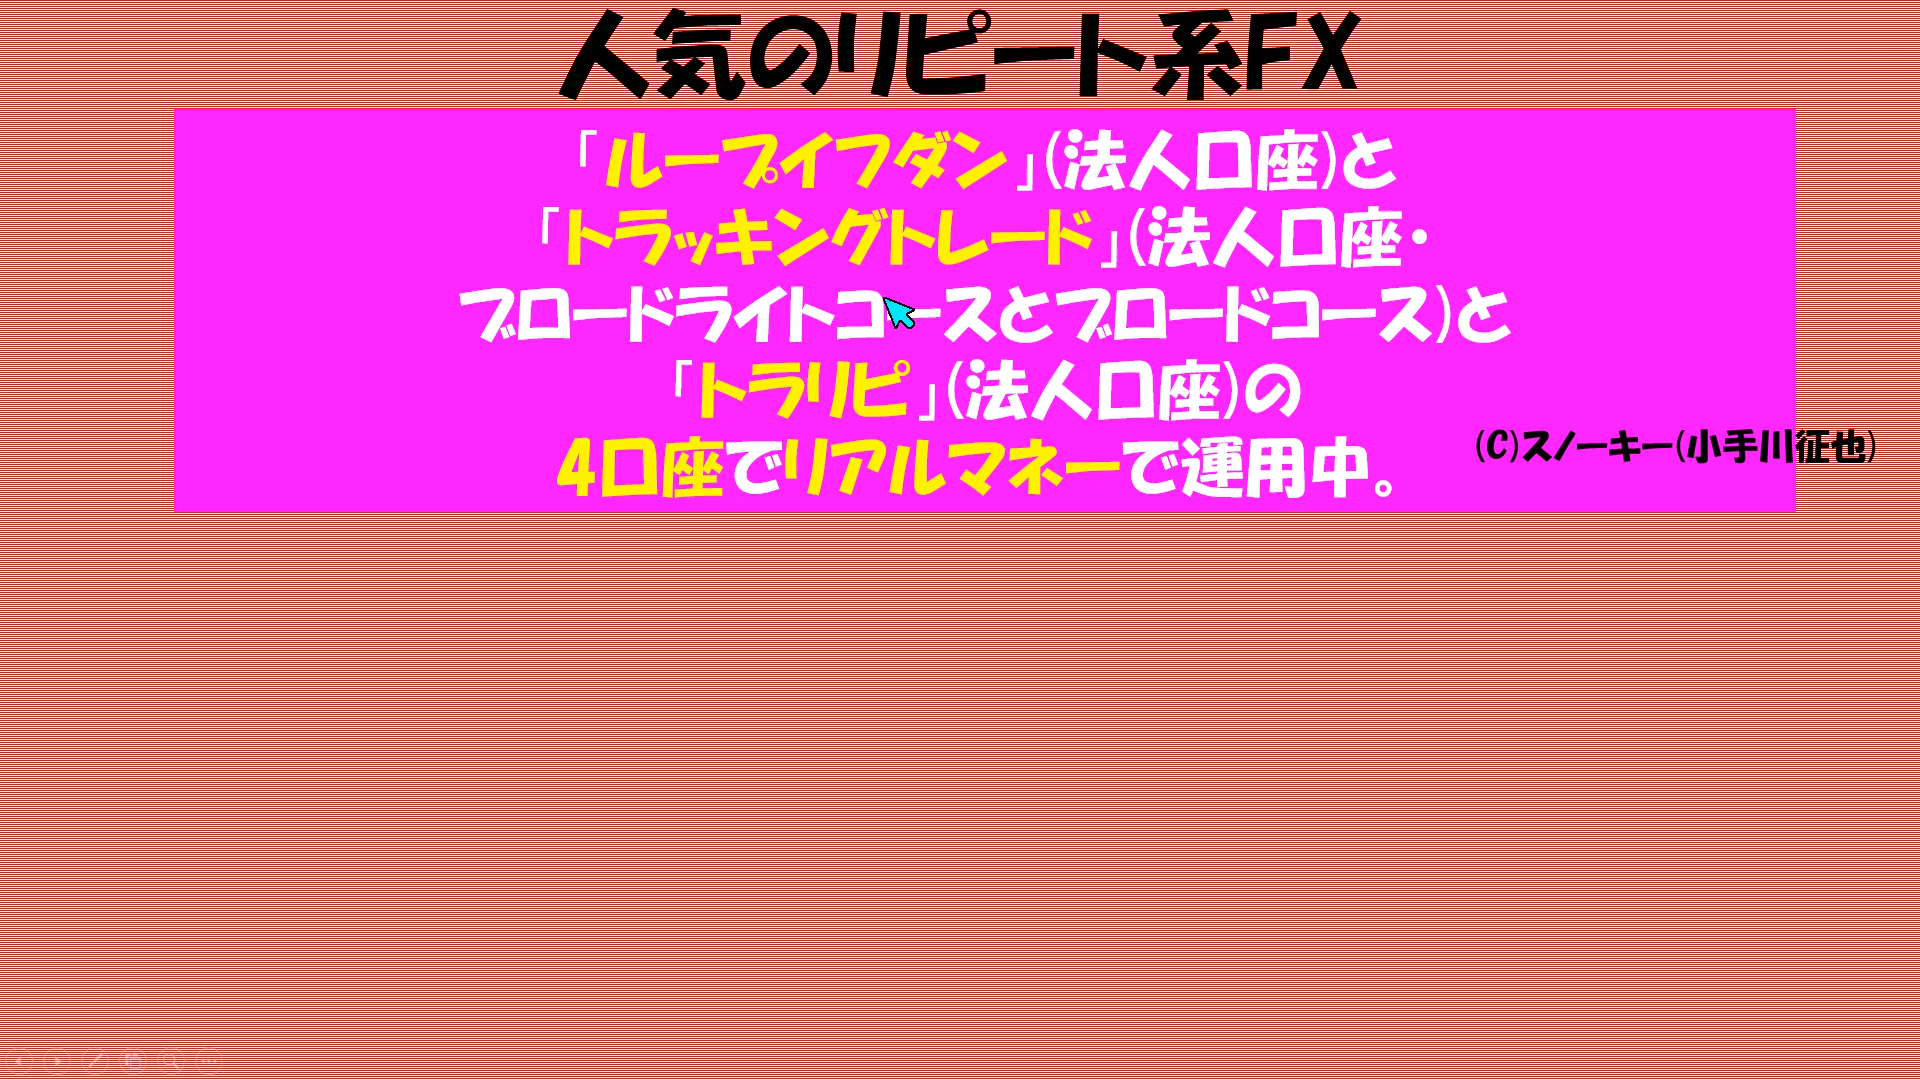 人気のリピート系FX
「ループイフダン」(法人口座)と
「トラッキングトレード」(法人口座・
ブロードライトコースとブロードコース)と
「トラリピ」(法人口座)の
4口座でリアルマネーで運用中。
(C)スノーキー(小手川征也)